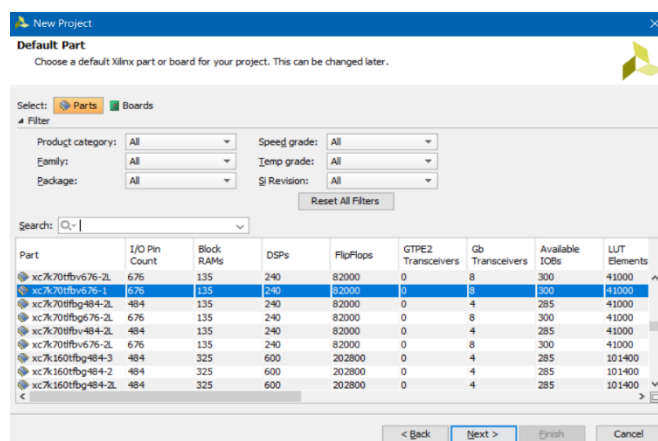 New Project
Default Part
Choose a default Xilinx part or board for your project. This can be changed later.
Select: Parts Boards
Filter
Product category: All Speed grade: All
Family: All Temp grade: All
Package: All Si Revision: All
Reset All Filters
Search:
Part I/O Pin Count Block RAMs DSPs FlipFlops GTPE2 Transceivers Gb Transceivers Available IOBs LUT Elements
xc7k70tfbv676-2L 676 135 240 82000 0 8 300 41000
xc7k70tfbv676-1 676 135 240 82000 0 8 300 41000
xc7k70tlfbg484-2L 484 135 240 82000 0 4 285 41000
xc7k70tlfbg676-2L 676 135 240 82000 0 8 300 41000
xc7k70tlfbv484-2L 484 135 240 82000 0 4 285 41000
xc7k70tlfbv676-2L 676 135 240 82000 0 8 300 41000
xc7k160tfbg484-3 484 325 600 202800 0 4 285 101400
xc7k160tfbg484-2 484 325 600 202800 0 4 285 101400
xc7k160tfbg484-2L 484 325 600 202800 0 4 285 101400
< Back Next > Finish Cancel